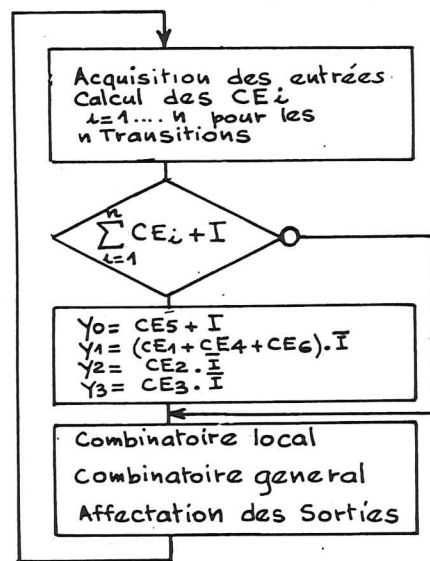 Acquisition des entrées
Calcul des CEi
i=1.... n pour les
n Transitions
n
∑ CEi + I
i=1
Y0= CE5 + I
Y1= (CE1+CE4+CE6).Ī
Y2= CE2.Ī
Y3= CE3.Ī
Combinatoire local
Combinatoire general
Affectation des Sorties